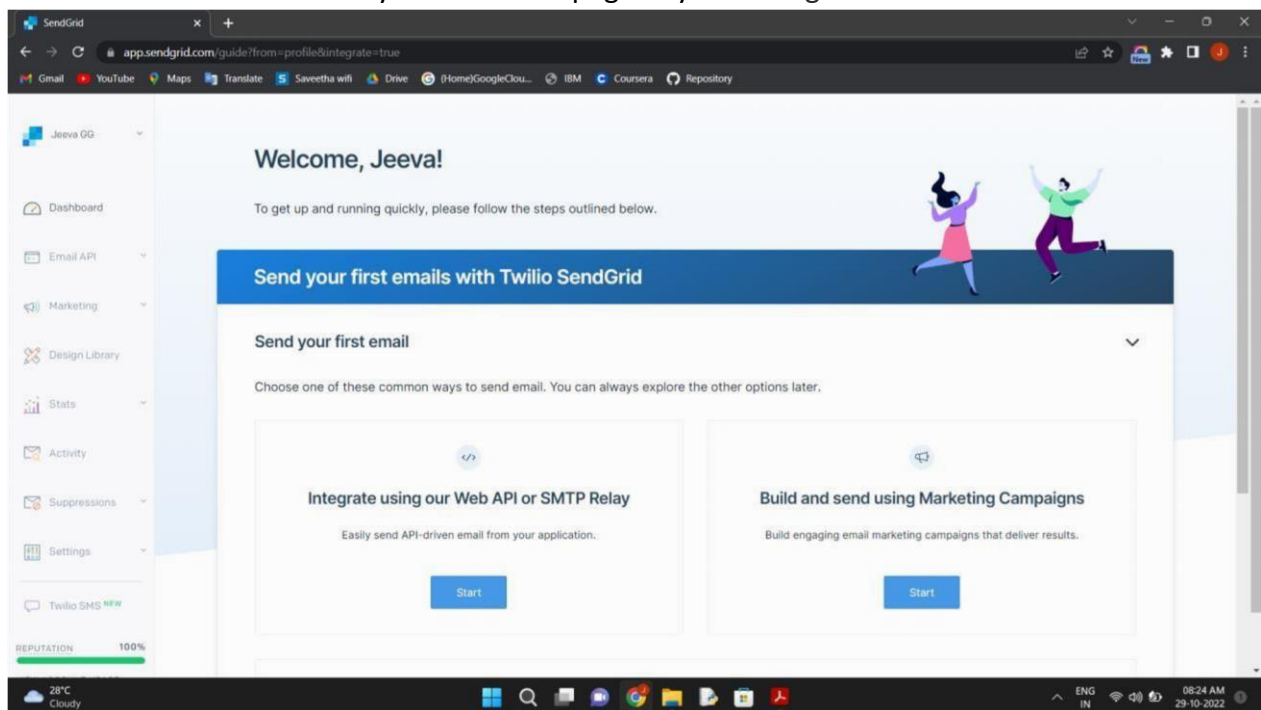 SendGrid
app.sendgrid.com/guide?from=profile&integrate=true
New
J
Gmail YouTube Maps Translate Saveetha wifi Drive (Home)GoogleClou... IBM Coursera Repository
Jeeva GG
Dashboard
Email API
Marketing
Design Library
Stats
Activity
Suppressions
Settings
Twilio SMS NEW
REPUTATION 100%
Welcome, Jeeva!
To get up and running quickly, please follow the steps outlined below.
Send your first emails with Twilio SendGrid
Send your first email
Choose one of these common ways to send email. You can always explore the other options later.
Integrate using our Web API or SMTP Relay
Easily send API-driven email from your application.
Start
Build and send using Marketing Campaigns
Build engaging email marketing campaigns that deliver results.
Start
28°C
Cloudy
ENG
IN
08:24 AM
29-10-2022